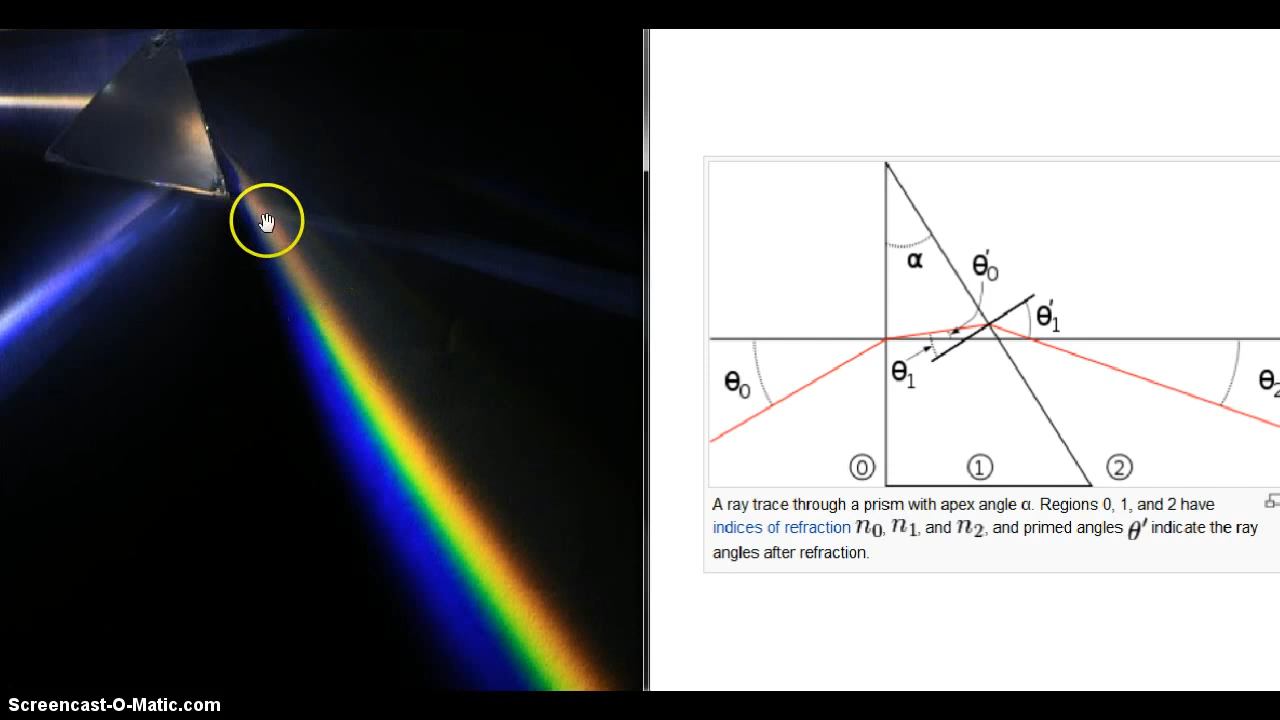 α
θ′0
θ′1
θ0
θ1
θ2
0
1
2
A ray trace through a prism with apex angle α. Regions 0, 1, and 2 have
indices of refraction n0, n1, and n2, and primed angles θ′ indicate the ray
angles after refraction.
Screencast-O-Matic.com